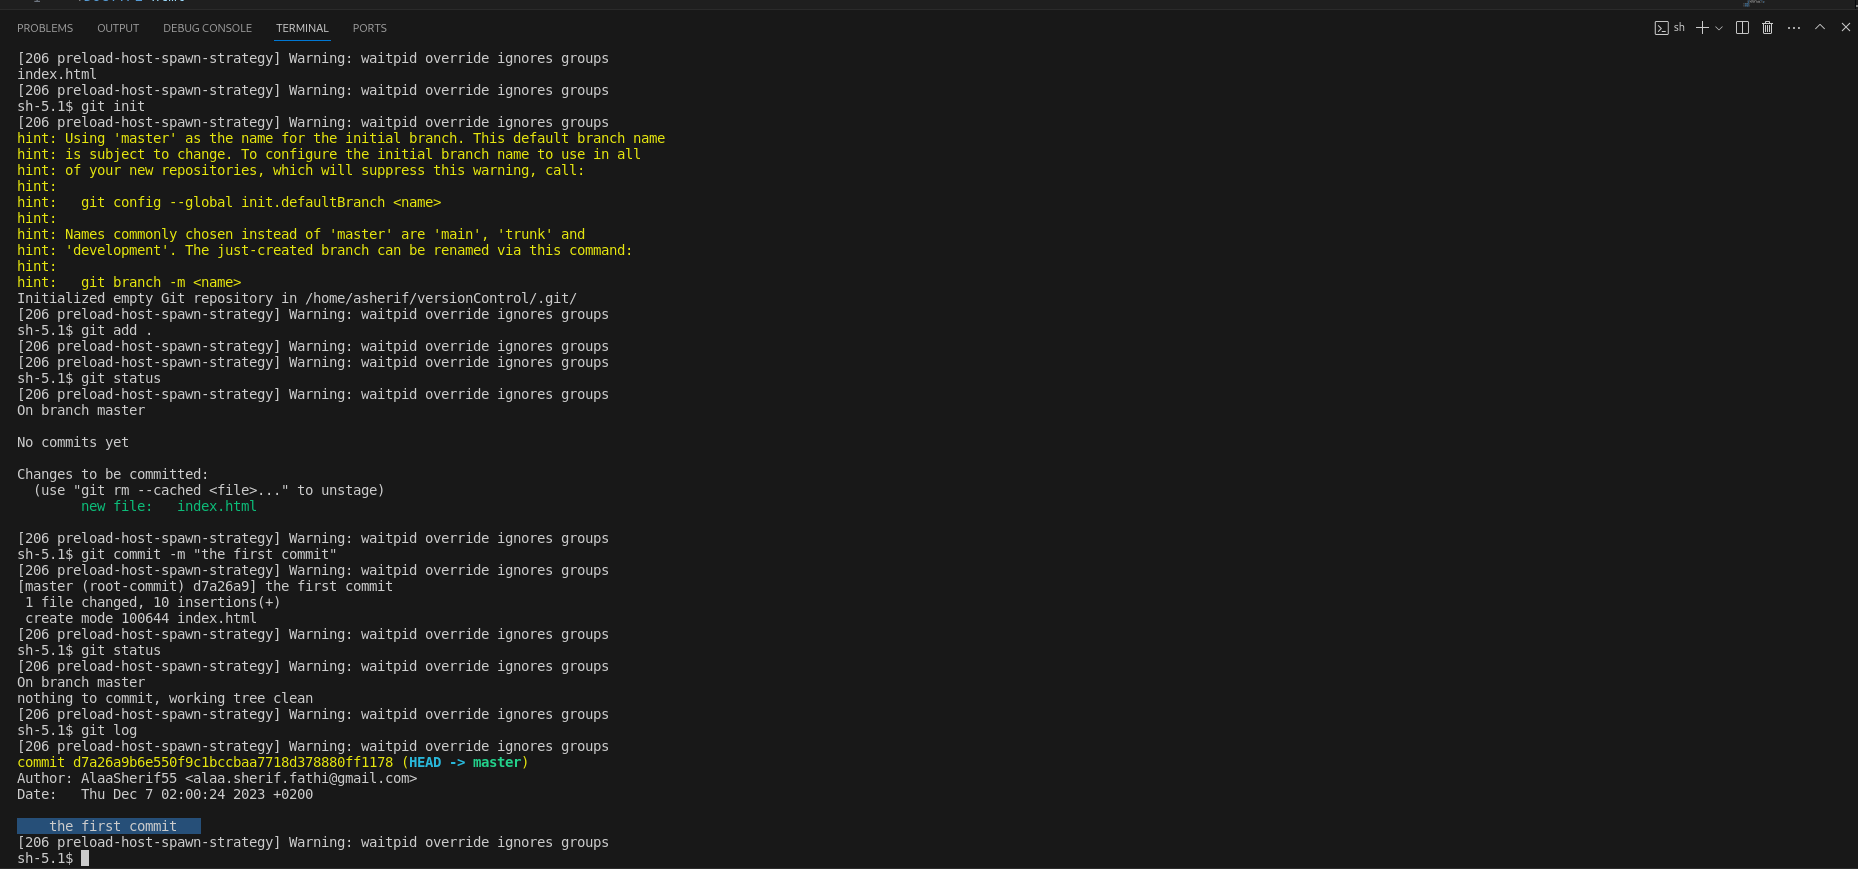 PROBLEMS OUTPUT DEBUG CONSOLE TERMINAL PORTS sh
[206 preload-host-spawn-strategy] Warning: waitpid override ignores groups
index.html
[206 preload-host-spawn-strategy] Warning: waitpid override ignores groups
sh-5.1$ git init
[206 preload-host-spawn-strategy] Warning: waitpid override ignores groups
hint: Using 'master' as the name for the initial branch. This default branch name
hint: is subject to change. To configure the initial branch name to use in all
hint: of your new repositories, which will suppress this warning, call:
hint:
hint:   git config --global init.defaultBranch <name>
hint:
hint: Names commonly chosen instead of 'master' are 'main', 'trunk' and
hint: 'development'. The just-created branch can be renamed via this command:
hint:
hint:   git branch -m <name>
Initialized empty Git repository in /home/asherif/versionControl/.git/
[206 preload-host-spawn-strategy] Warning: waitpid override ignores groups
sh-5.1$ git add .
[206 preload-host-spawn-strategy] Warning: waitpid override ignores groups
[206 preload-host-spawn-strategy] Warning: waitpid override ignores groups
sh-5.1$ git status
[206 preload-host-spawn-strategy] Warning: waitpid override ignores groups
On branch master
No commits yet
Changes to be committed:
  (use "git rm --cached <file>..." to unstage)
        new file:   index.html
[206 preload-host-spawn-strategy] Warning: waitpid override ignores groups
sh-5.1$ git commit -m "the first commit"
[206 preload-host-spawn-strategy] Warning: waitpid override ignores groups
[master (root-commit) d7a26a9] the first commit
 1 file changed, 10 insertions(+)
 create mode 100644 index.html
[206 preload-host-spawn-strategy] Warning: waitpid override ignores groups
sh-5.1$ git status
[206 preload-host-spawn-strategy] Warning: waitpid override ignores groups
On branch master
nothing to commit, working tree clean
[206 preload-host-spawn-strategy] Warning: waitpid override ignores groups
sh-5.1$ git log
[206 preload-host-spawn-strategy] Warning: waitpid override ignores groups
commit d7a26a9b6e550f9c1bccbaa7718d378880ff1178 (HEAD -> master)
Author: AlaaSherif55 <alaa.sherif.fathi@gmail.com>
Date:   Thu Dec 7 02:00:24 2023 +0200
    the first commit
[206 preload-host-spawn-strategy] Warning: waitpid override ignores groups
sh-5.1$